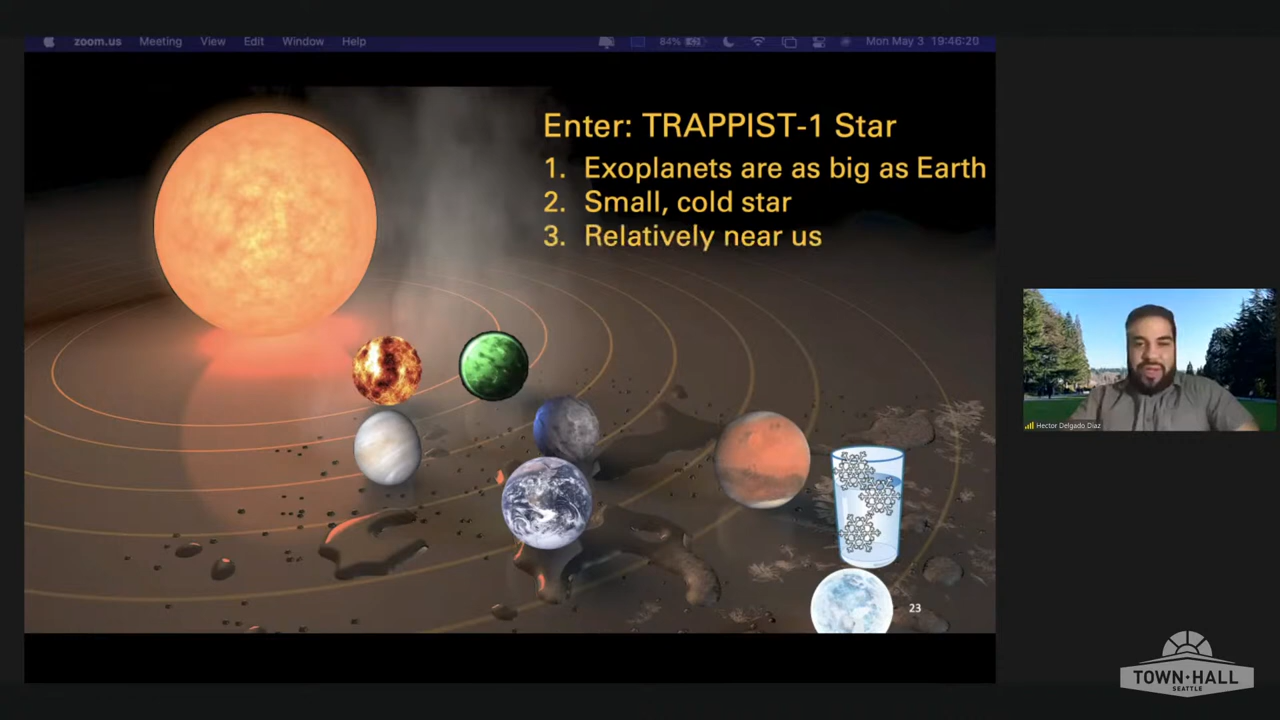 zoom.us Meeting View Edit Window Help 84% Mon May 3 19:46:20
Enter: TRAPPIST-1 Star
1. Exoplanets are as big as Earth
2. Small, cold star
3. Relatively near us
Hector Delgado Diaz
23
TOWN·HALL
SEATTLE